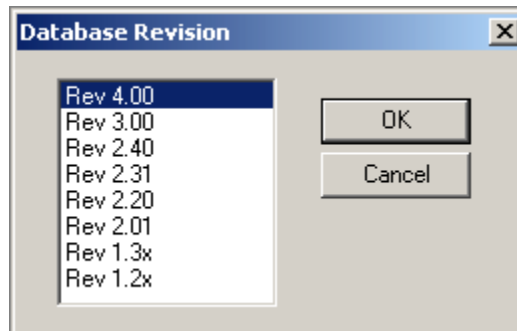 Database Revision
Rev 4.00
Rev 3.00
Rev 2.40
Rev 2.31
Rev 2.20
Rev 2.01
Rev 1.3x
Rev 1.2x
OK
Cancel